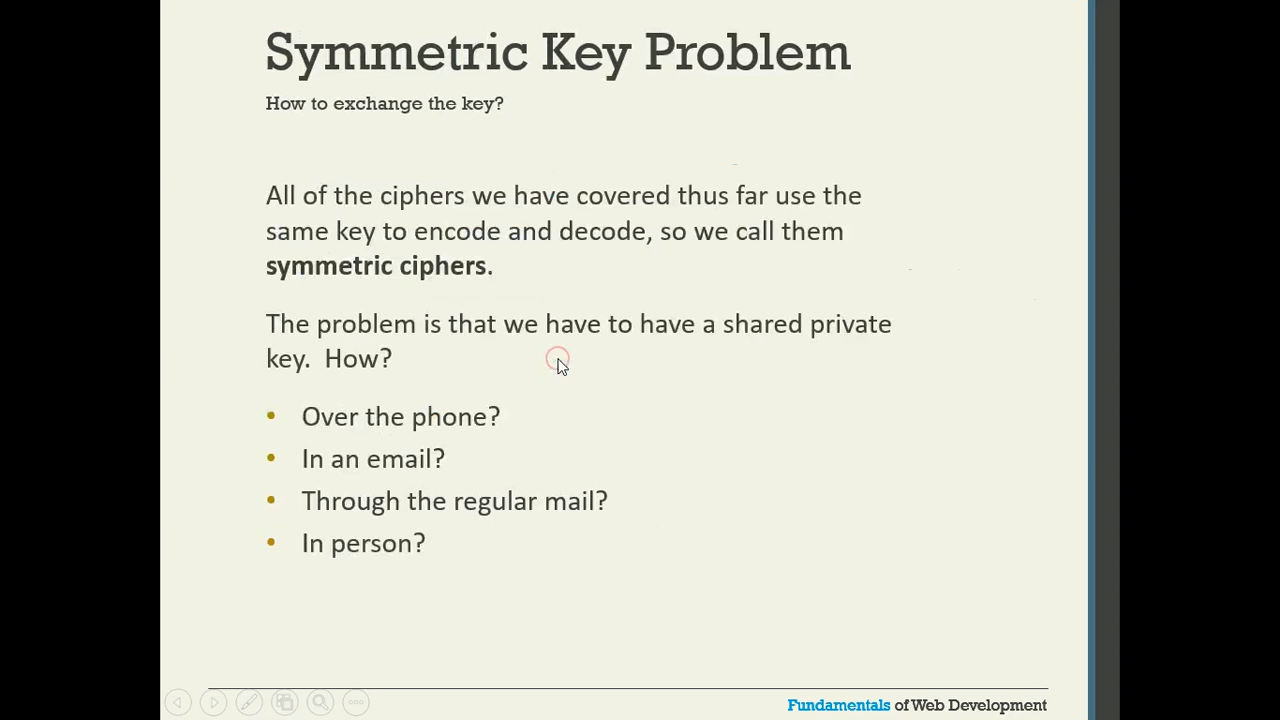 Symmetric Key Problem
How to exchange the key?
All of the ciphers we have covered thus far use the
same key to encode and decode, so we call them
symmetric ciphers.
The problem is that we have to have a shared private
key.  How?
• Over the phone?
• In an email?
• Through the regular mail?
• In person?
Fundamentals of Web Development